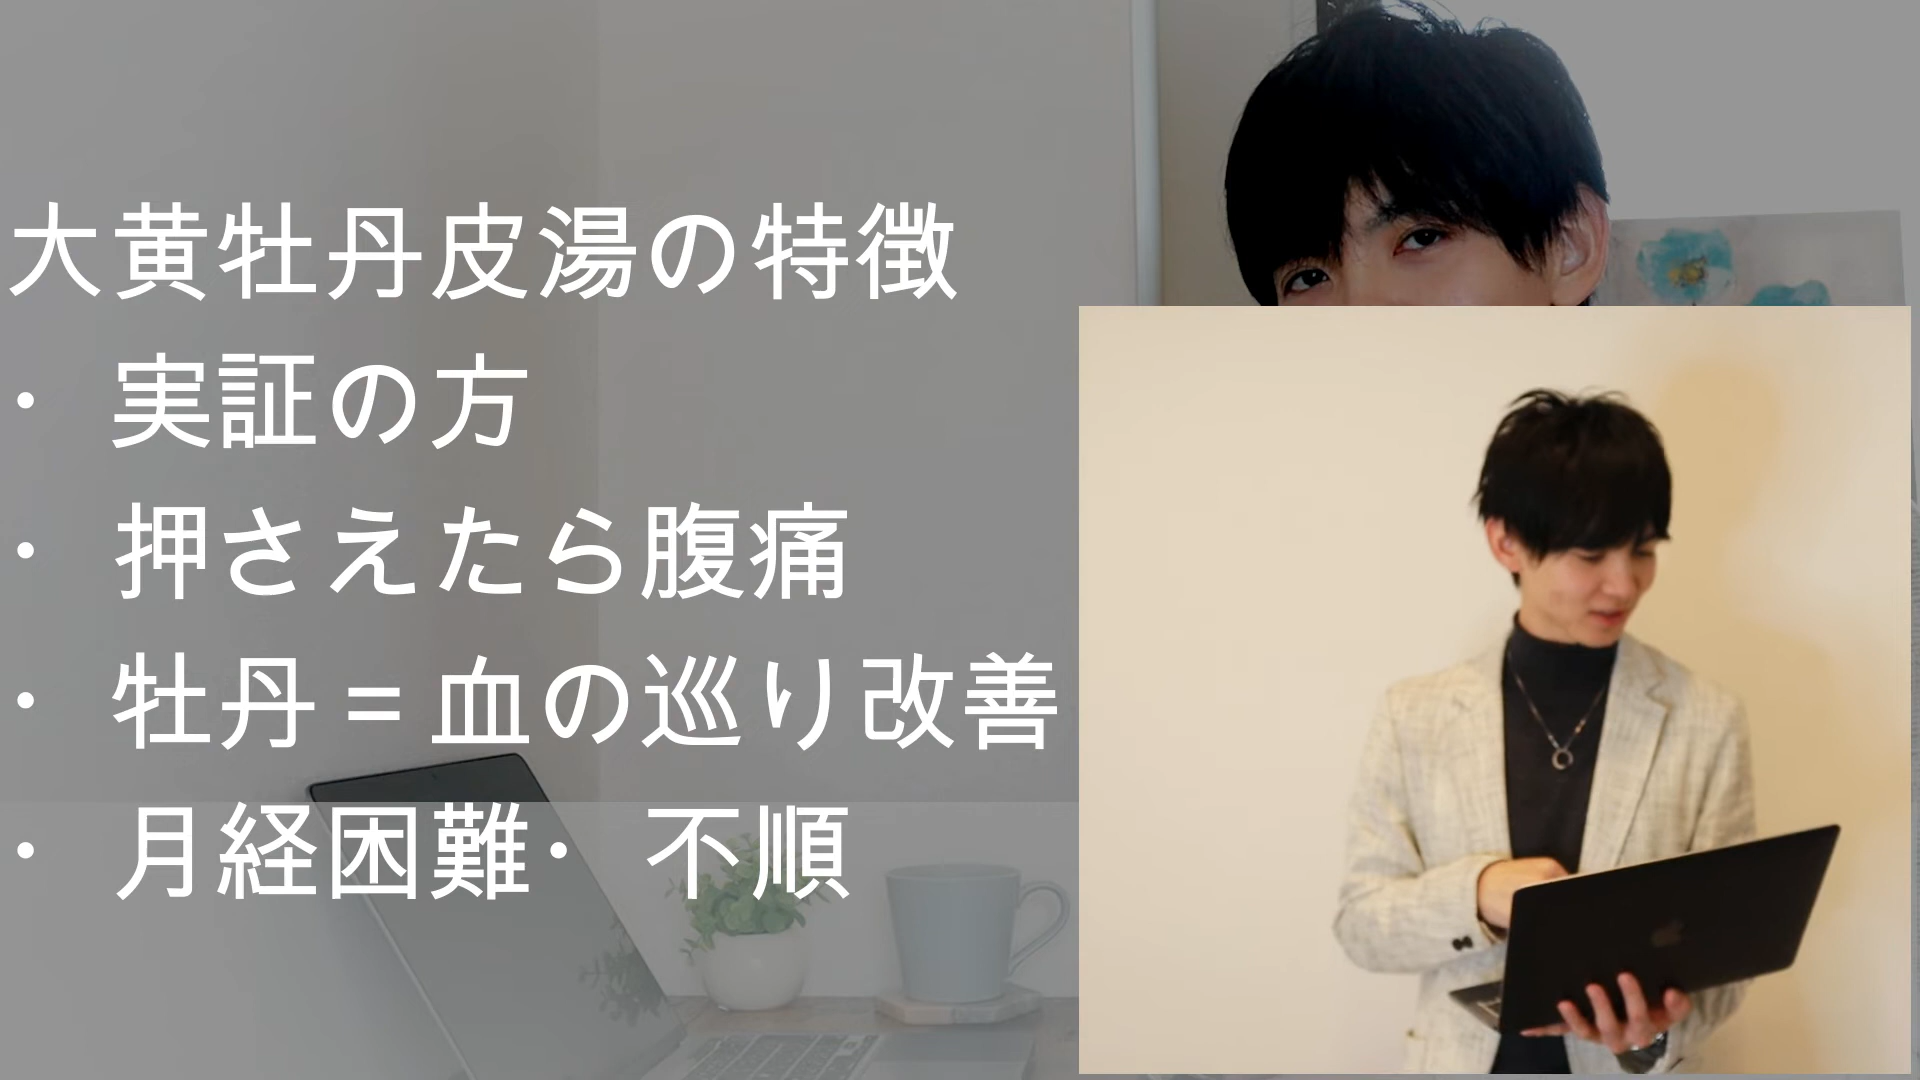 大黄牡丹皮湯の特徴
・実証の方
・押さえたら腹痛
・牡丹=血の巡り改善
・月経困難・不順